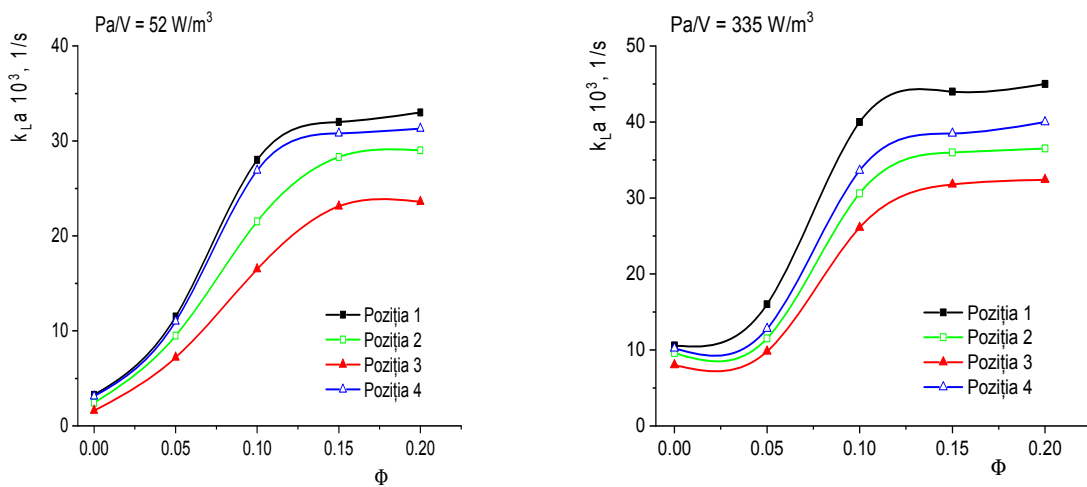 Pa/V = 52 W/m³
k_L a 10³, 1/s
40
30
20
10
0
0.00 0.05 0.10 0.15 0.20
Φ
Poziția 1
Poziția 2
Poziția 3
Poziția 4
Pa/V = 335 W/m³
k_L a 10³, 1/s
50
40
30
20
10
0
0.00 0.05 0.10 0.15 0.20
Φ
Poziția 1
Poziția 2
Poziția 3
Poziția 4